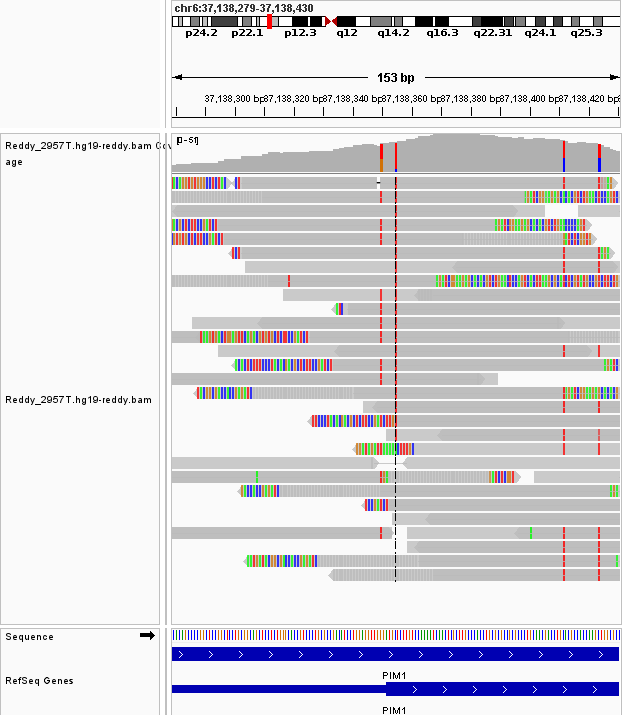 chr6:37,138,279-37,138,430
p24.2 p22.1 p12.3 q12 q14.2 q16.3 q22.31 q24.1 q25.3
153 bp
37,138,300 bp 37,138,320 bp 37,138,340 bp 37,138,360 bp 37,138,380 bp 37,138,400 bp 37,138,420 bp
Reddy_2957T.hg19-reddy.bam Cov
age
[0-51]
Reddy_2957T.hg19-reddy.bam
Sequence
RefSeq Genes
PIM1
PIM1